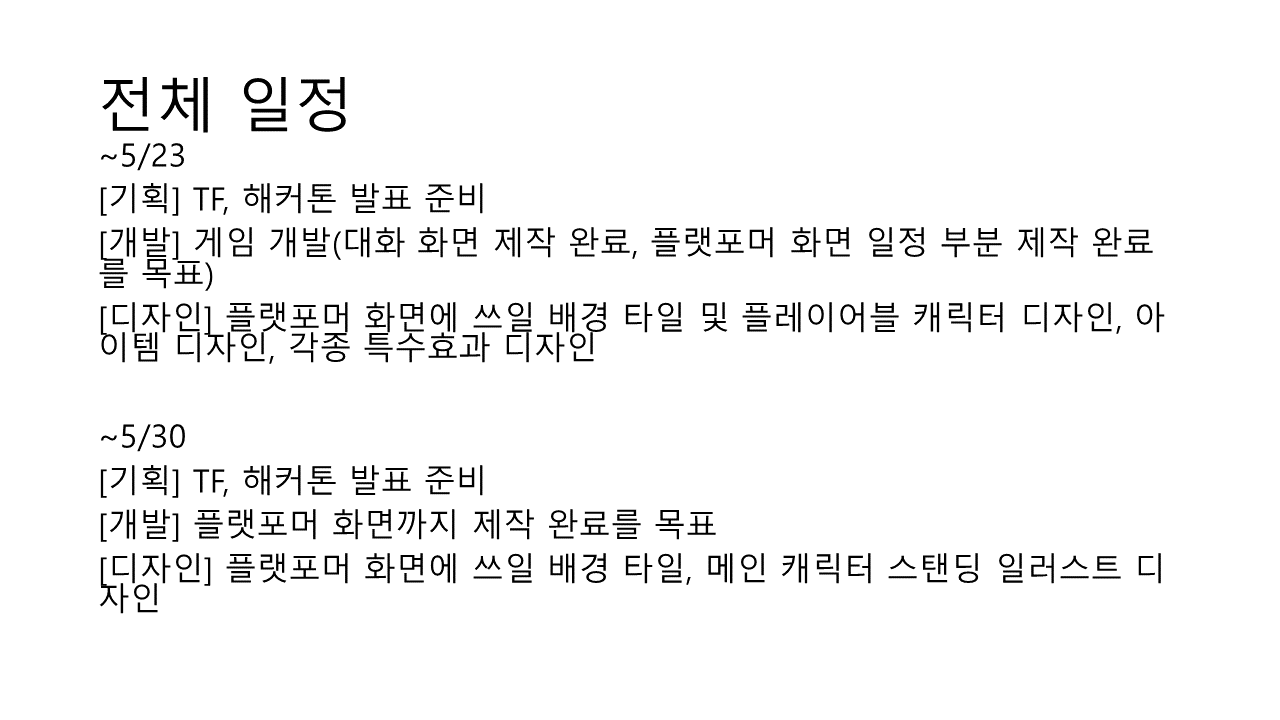 전체 일정
~5/23
[기획] TF, 해커톤 발표 준비
[개발] 게임 개발(대화 화면 제작 완료, 플랫포머 화면 일정 부분 제작 완료
를 목표)
[디자인] 플랫포머 화면에 쓰일 배경 타일 및 플레이어블 캐릭터 디자인, 아
이템 디자인, 각종 특수효과 디자인
~5/30
[기획] TF, 해커톤 발표 준비
[개발] 플랫포머 화면까지 제작 완료를 목표
[디자인] 플랫포머 화면에 쓰일 배경 타일, 메인 캐릭터 스탠딩 일러스트 디
자인